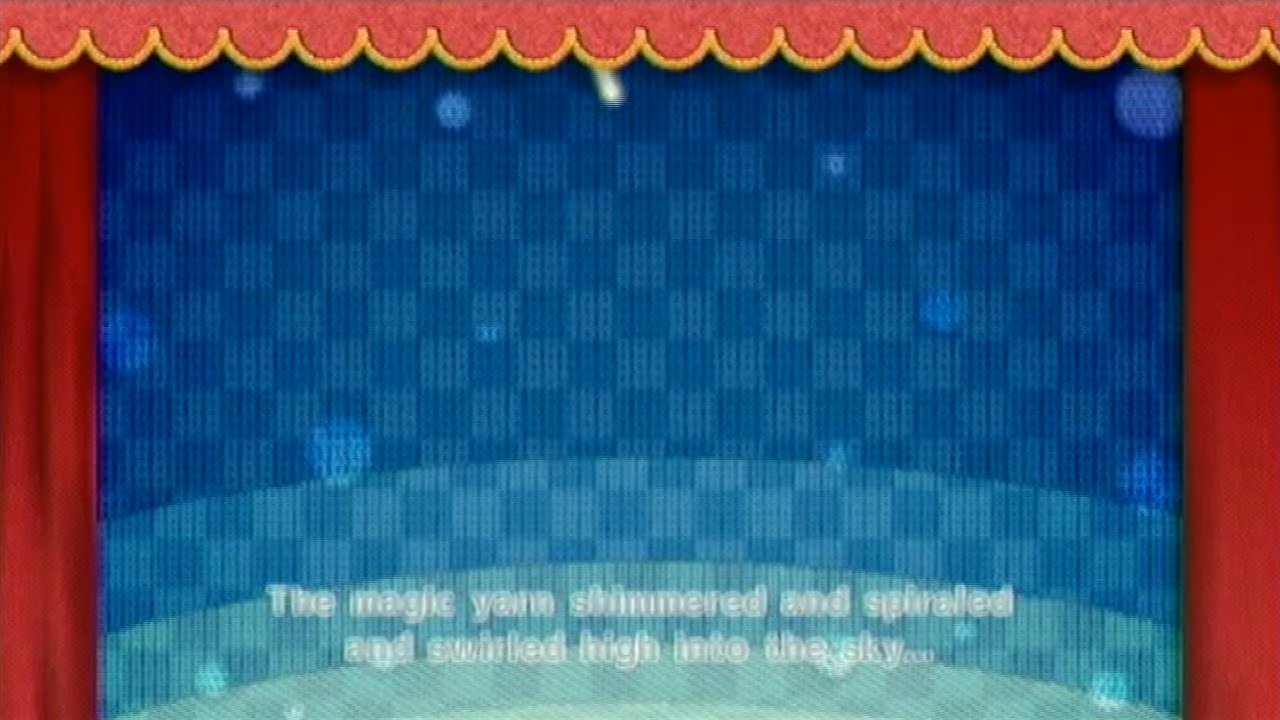 The magic yarn shimmered and spiraled
and swirled high into the sky...